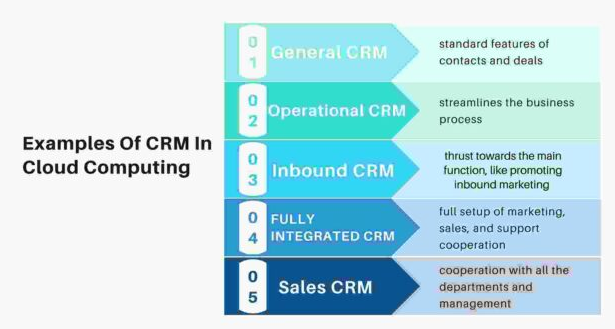 Examples Of CRM In
Cloud Computing
0
1
General CRM
standard features of
contacts and deals
0
2
Operational CRM
streamlines the business
process
0
3
Inbound CRM
thrust towards the main
function, like promoting
inbound marketing
0
4
FULLY
INTEGRATED CRM
full setup of marketing,
sales, and support
cooperation
0
5
Sales CRM
cooperation with all the
departments and
management